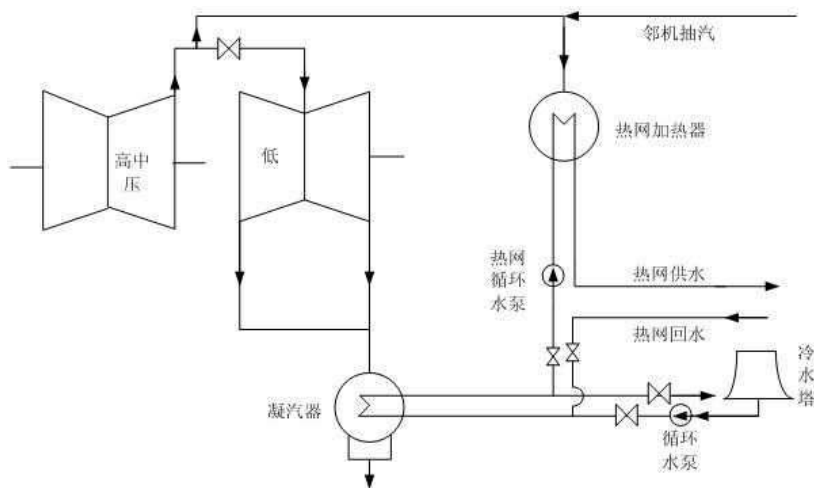 邻机抽汽
热网加热器
高中
压
低
热网
循环
水泵
热网供水
热网回水
冷
水
塔
凝汽器
循环
水泵